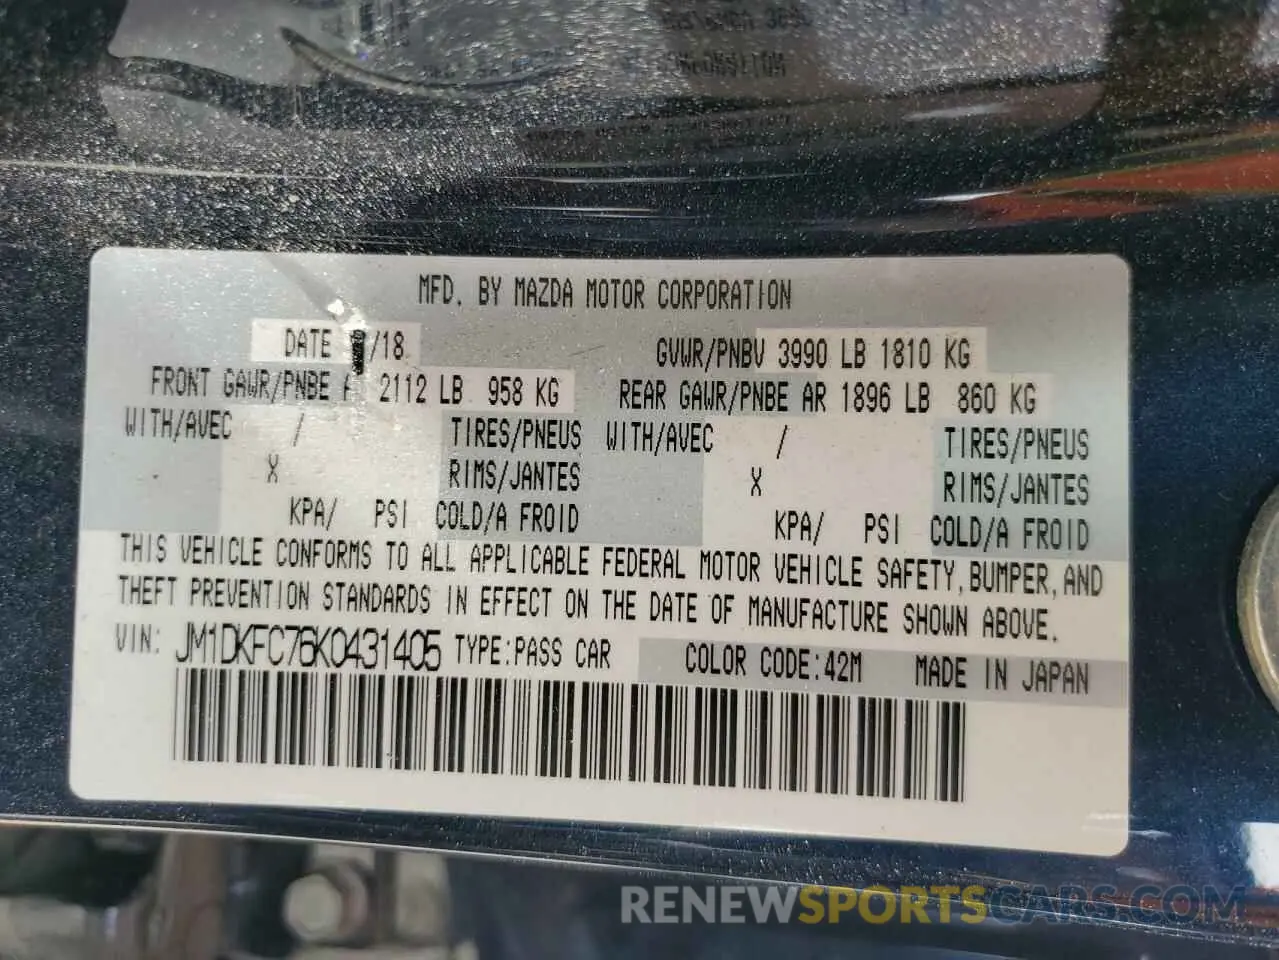 MFD. BY MAZDA MOTOR CORPORATION
DATE /18 GVWR/PNBV 3990 LB 1810 KG
FRONT GAWR/PNBE 2112 LB 958 KG REAR GAWR/PNBE AR 1896 LB 860 KG
WITH/AVEC / TIRES/PNEUS WITH/AVEC / TIRES/PNEUS
X RIMS/JANTES X RIMS/JANTES
KPA/ PSI COLD/A FROID KPA/ PSI COLD/A FROID
THIS VEHICLE CONFORMS TO ALL APPLICABLE FEDERAL MOTOR VEHICLE SAFETY, BUMPER, AND
THEFT PREVENTION STANDARDS IN EFFECT ON THE DATE OF MANUFACTURE SHOWN ABOVE.
VIN: JM1DKFC76K0431405 TYPE:PASS CAR COLOR CODE:42M MADE IN JAPAN
RENEWSPORTSCARS.COM